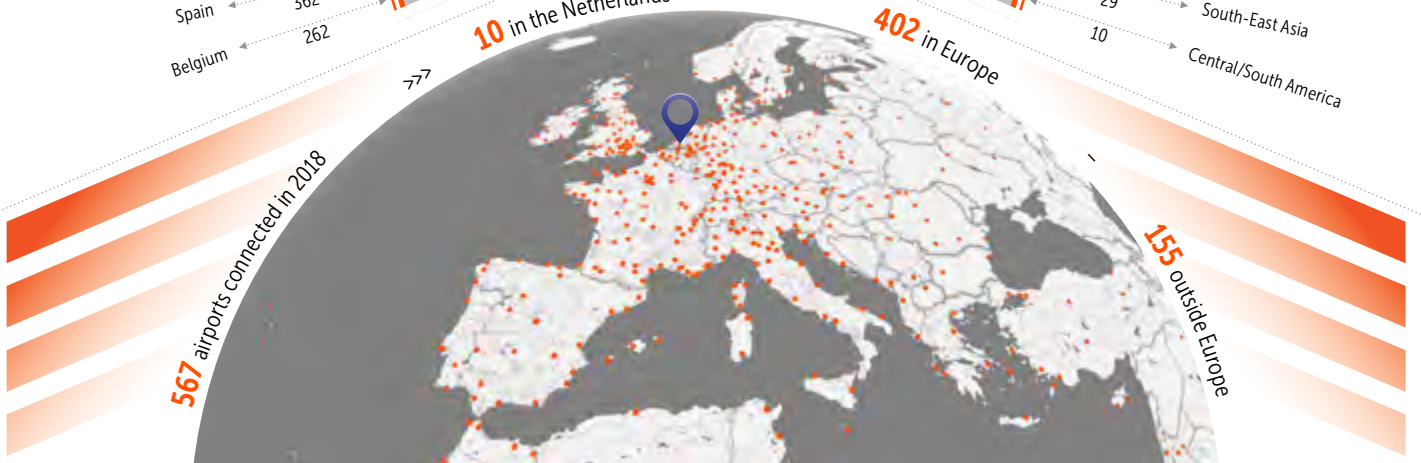 Spain
362
Belgium
262
29
South-East Asia
10
Central/South America
>>>
567 airports connected in 2018
10 in the Netherlands
402 in Europe
–
155 outside Europe